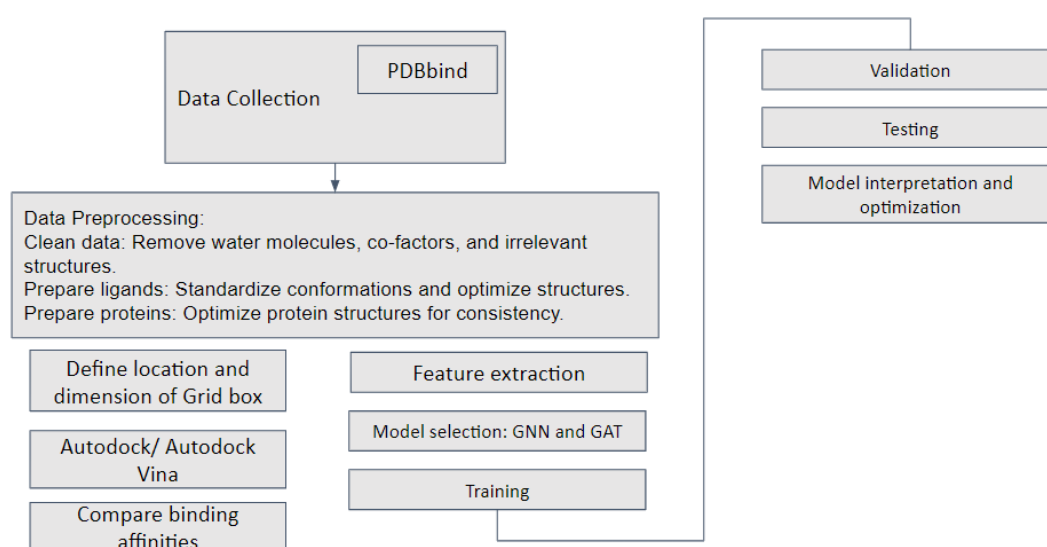 PDBbind
Data Collection
Data Preprocessing:
Clean data: Remove water molecules, co-factors, and irrelevant
structures.
Prepare ligands: Standardize conformations and optimize structures.
Prepare proteins: Optimize protein structures for consistency.
Define location and
dimension of Grid box
Autodock/ Autodock
Vina
Compare binding
affinities
Feature extraction
Model selection: GNN and GAT
Training
Validation
Testing
Model interpretation and
optimization